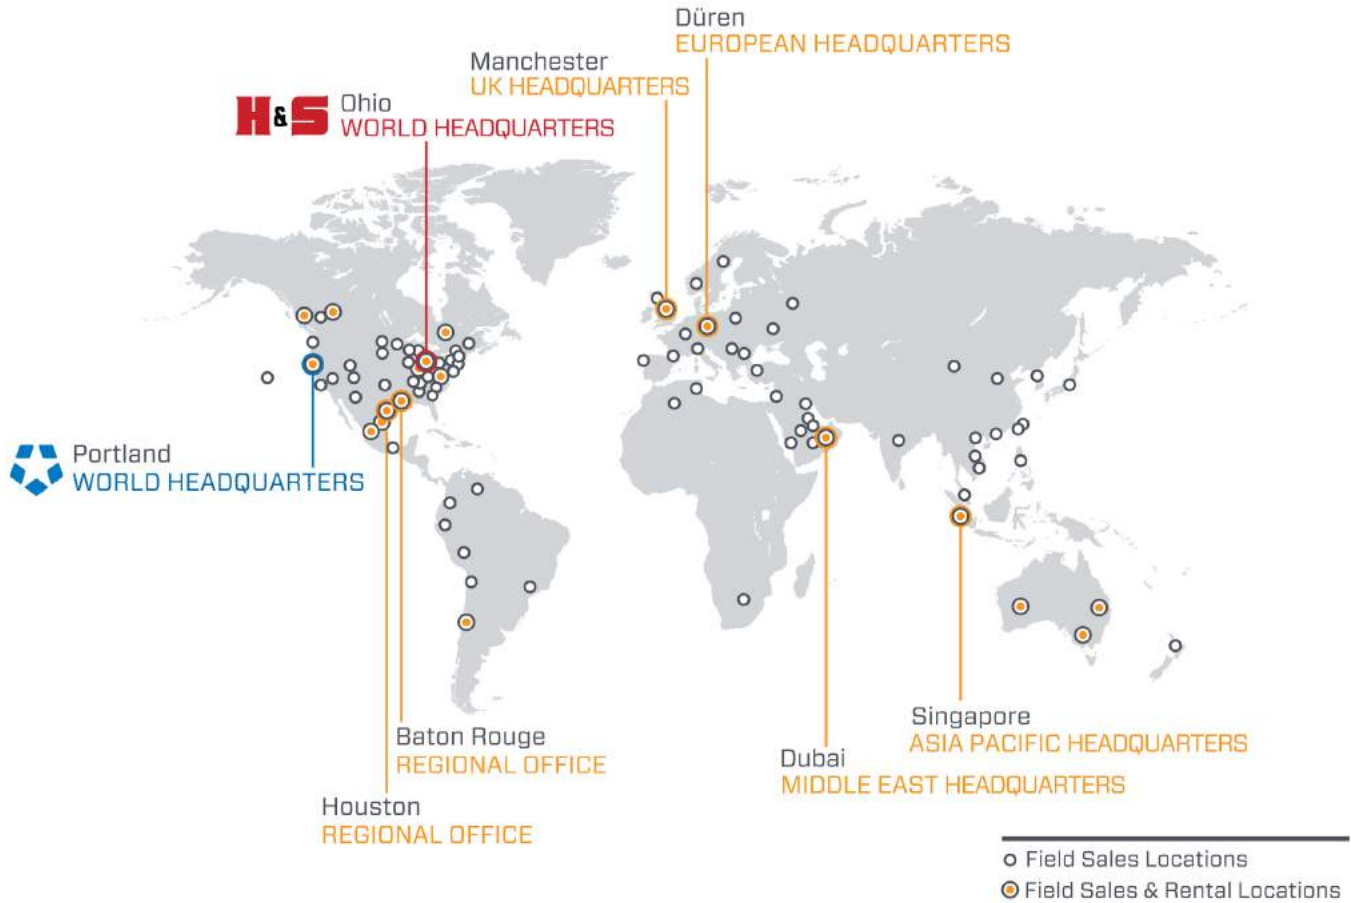 Düren
EUROPEAN HEADQUARTERS
Manchester
UK HEADQUARTERS
H&S
Ohio
WORLD HEADQUARTERS
Portland
WORLD HEADQUARTERS
Baton Rouge
REGIONAL OFFICE
Houston
REGIONAL OFFICE
Singapore
ASIA PACIFIC HEADQUARTERS
Dubai
MIDDLE EAST HEADQUARTERS
Field Sales Locations
Field Sales & Rental Locations